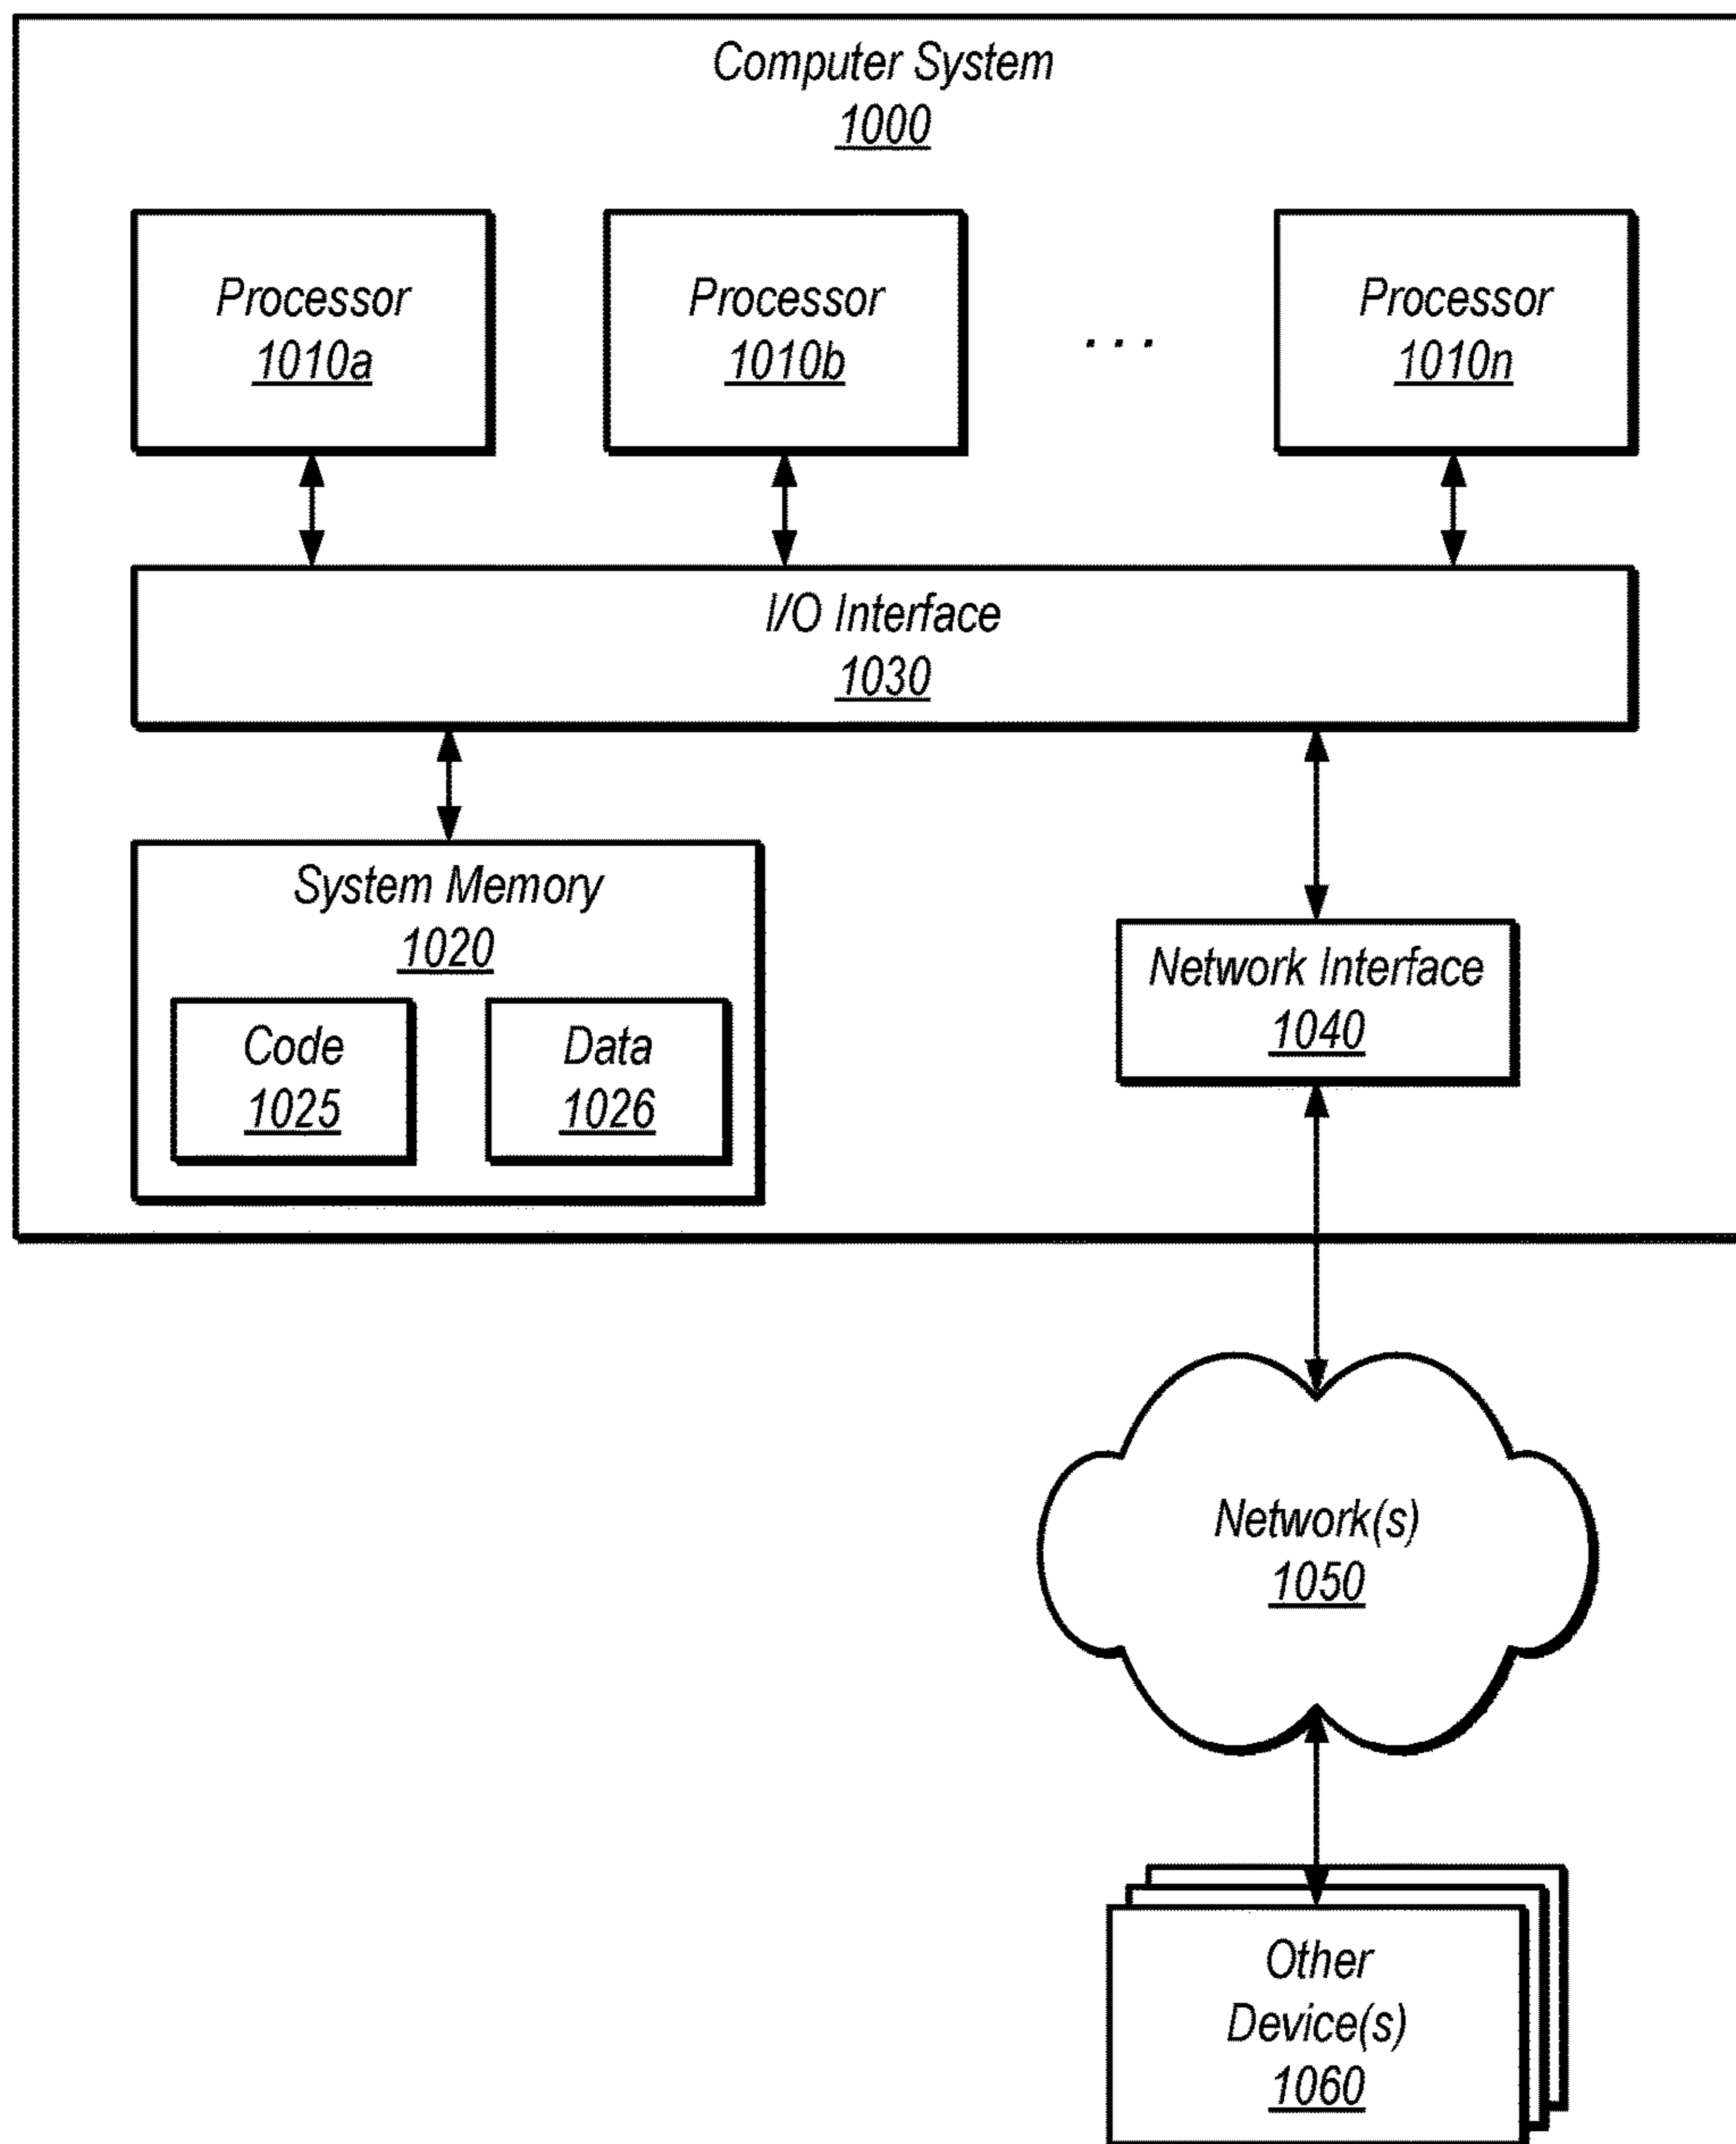 Computer System
1000
Processor
1010a
Processor
1010b
. . .
Processor
1010n
I/O Interface
1030
System Memory
1020
Code
1025
Data
1026
Network Interface
1040
Network(s)
1050
Other
Device(s)
1060